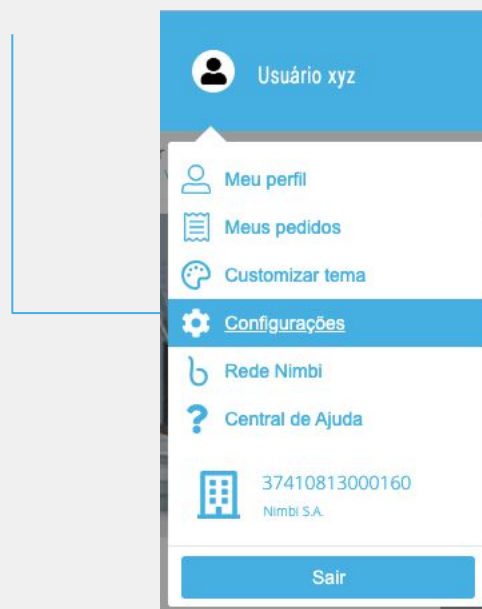 Usuário xyz
Meu perfil
Meus pedidos
Customizar tema
Configurações
Rede Nimbi
Central de Ajuda
37410813000160
Nimbi S.A.
Sair